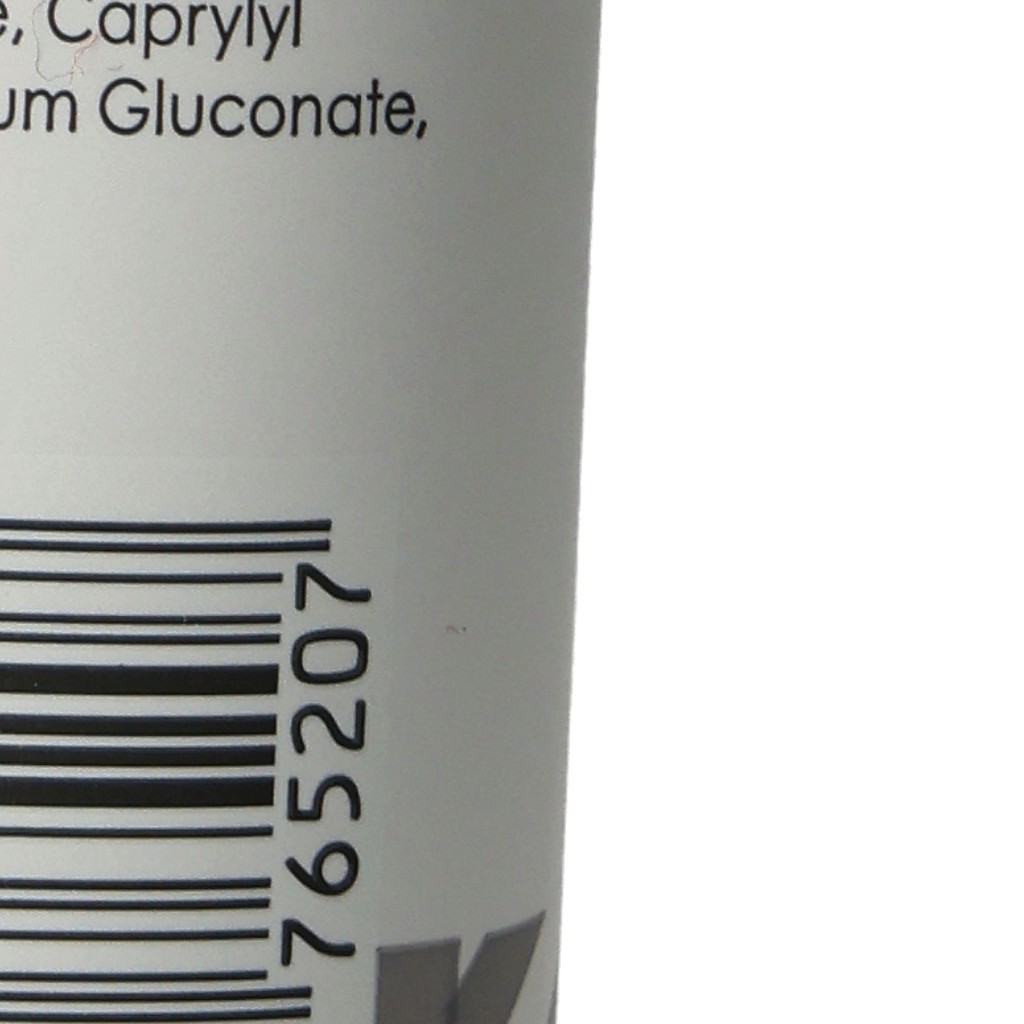 e, Caprylyl
um Gluconate,
765207
K